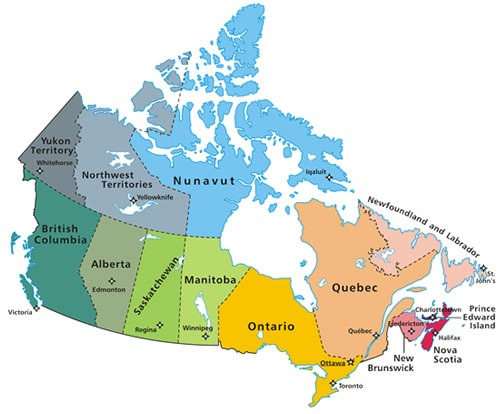 Yukon
Territory
Whitehorse
Northwest
Territories
Yellowknife
Nunavut
Iqaluit
British
Columbia
Victoria
Alberta
Edmonton
Saskatchewan
Regina
Manitoba
Winnipeg
Ontario
Ottawa
Toronto
Quebec
Québec
Newfoundland and Labrador
St.
John's
Charlottetown
Prince
Edward
Island
Fredericton
Halifax
New
Brunswick
Nova
Scotia